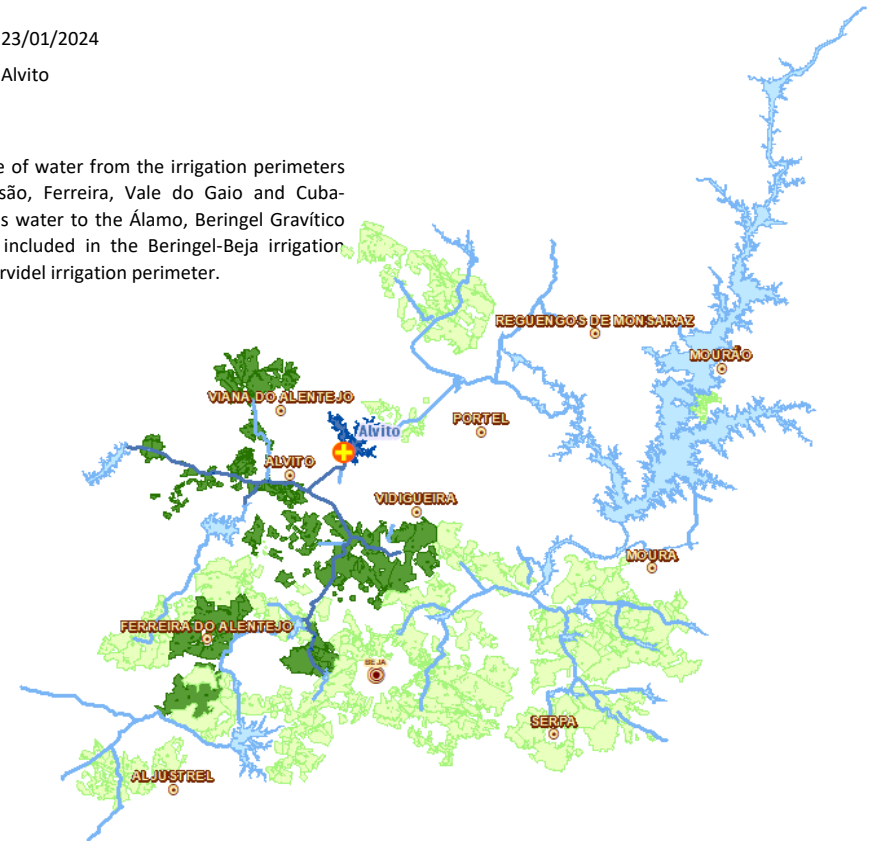 23/01/2024
Alvito
e of water from the irrigation perimeters
são, Ferreira, Vale do Gaio and Cuba-
s water to the Álamo, Beringel Gravítico
included in the Beringel-Beja irrigation
rvidel irrigation perimeter.
REGUENGOS DE MONSARAZ
MOURÃO
VIANA DO ALENTEJO
PORTEL
Alvito
ALVITO
VIDIGUEIRA
MOURA
FERREIRA DO ALENTEJO
BEJA
SERPA
ALJUSTREL